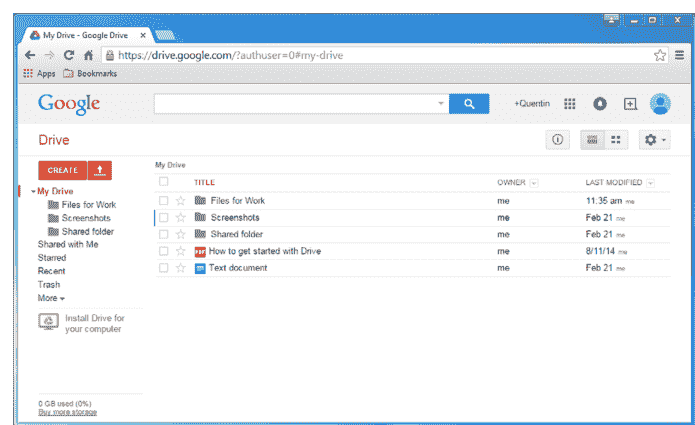 My Drive - Google Drive
https://drive.google.com/?authuser=0#my-drive
Apps Bookmarks
Google
+Quentin
Drive
CREATE
My Drive
Files for Work
Screenshots
Shared folder
Shared with Me
Starred
Recent
Trash
More
Install Drive for
your computer
0 GB used (0%)
Buy more storage
My Drive
TITLE OWNER LAST MODIFIED
Files for Work me 11:35 am me
Screenshots me Feb 21 me
Shared folder me Feb 21 me
PDF How to get started with Drive me 8/11/14 me
Text document me Feb 21 me